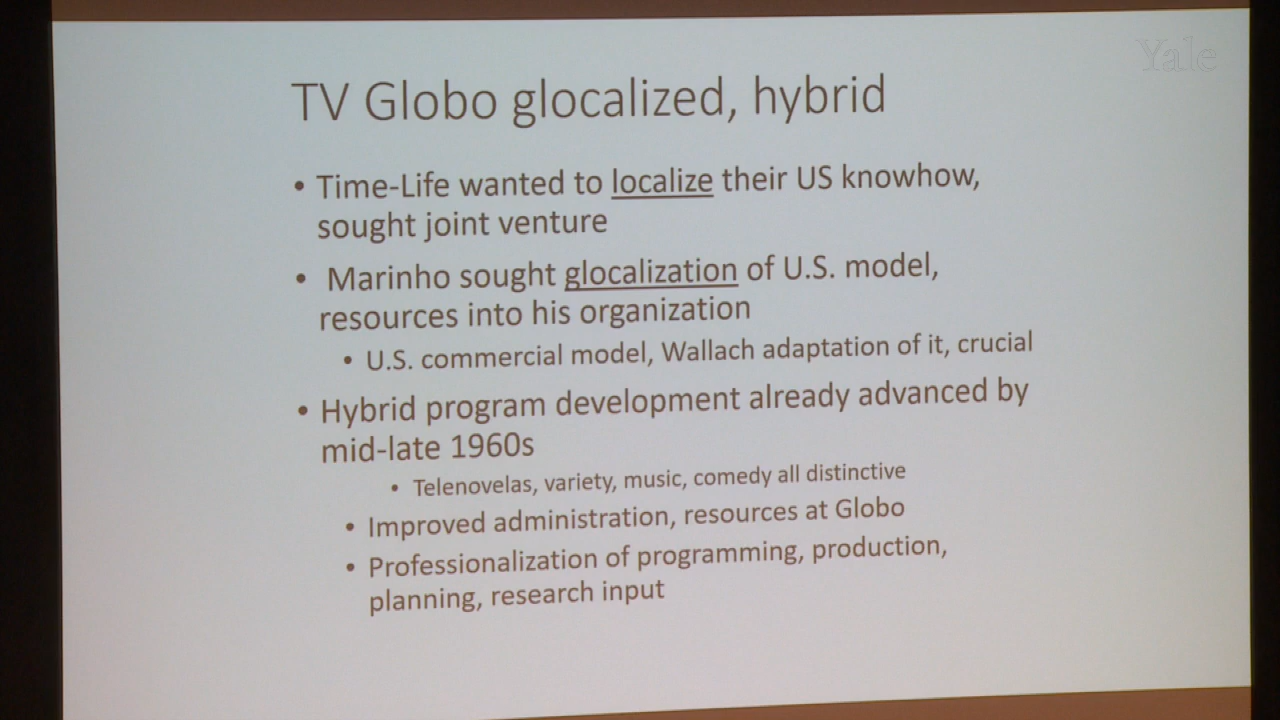 Yale
TV Globo glocalized, hybrid
• Time-Life wanted to localize their US knowhow,
sought joint venture
• Marinho sought glocalization of U.S. model,
resources into his organization
• U.S. commercial model, Wallach adaptation of it, crucial
• Hybrid program development already advanced by
mid-late 1960s
• Telenovelas, variety, music, comedy all distinctive
• Improved administration, resources at Globo
• Professionalization of programming, production,
planning, research input